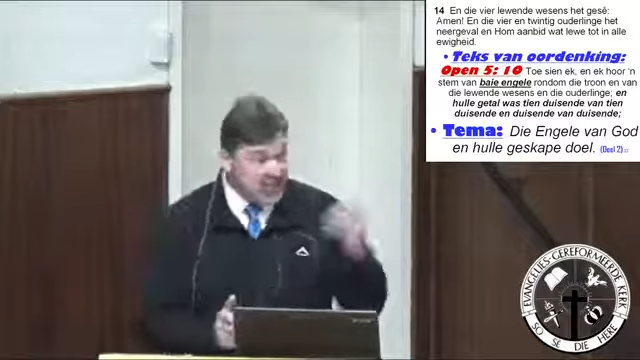 14 En die vier lewende wesens het gesê:
Amen! En die vier en twintig ouderlinge het
neergeval en Hom aanbid wat lewe tot in alle
ewigheid.
• Teks van oordenking:
Open 5: 10 Toe sien ek, en ek hoor 'n
stem van baie engele rondom die troon en van
die lewende wesens en die ouderlinge; en
hulle getal was tien duisende van tien
duisende en duisende van duisende;
• Tema: Die Engele van God
en hulle geskape doel. (Deel 2)
EVANGELIES-GEREFORMEERDE KERK
SO SÊ DIE HERE